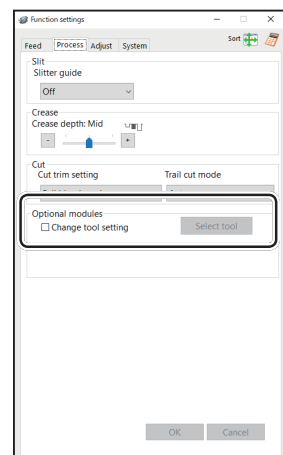 Function settings
Sort
Feed Process Adjust System
Slit
Slitter guide
Off
Crease
Crease depth: Mid
- +
Cut
Cut trim setting Trail cut mode
Optional modules
Change tool setting Select tool
OK Cancel